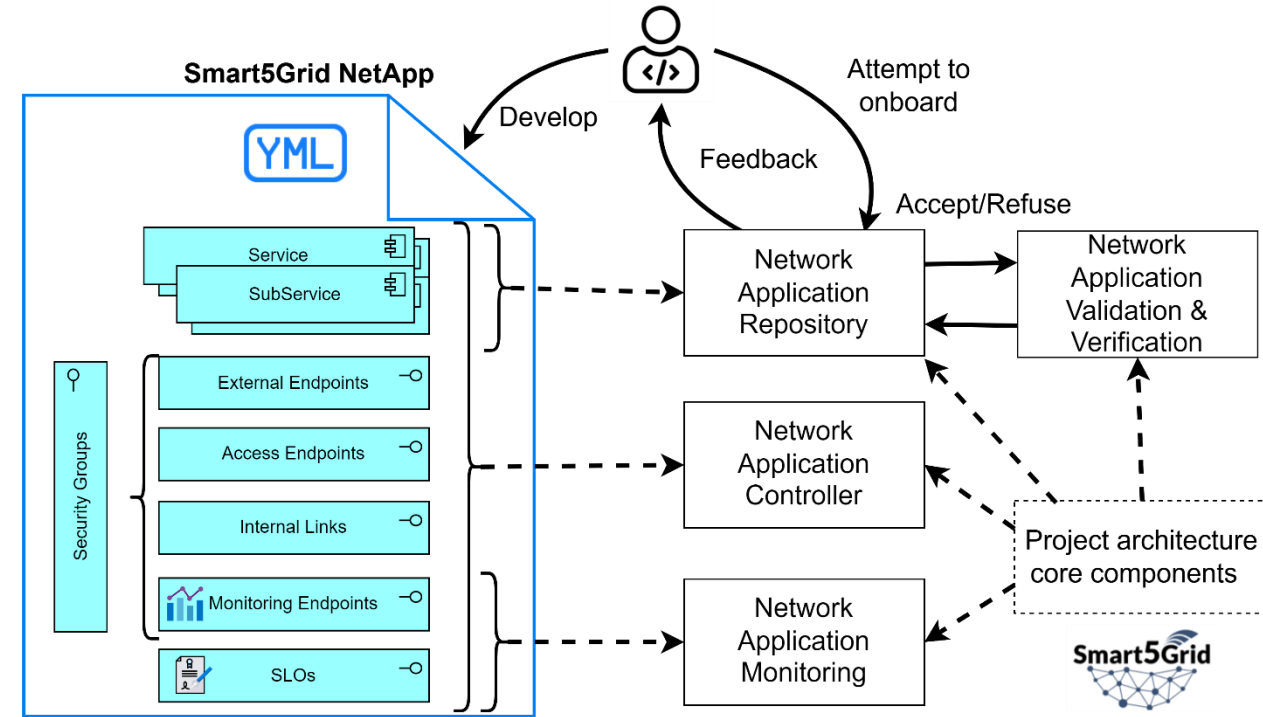 Smart5Grid NetApp
YML
Develop
Attempt to
onboard
Feedback
Accept/Refuse
Service
SubService
External Endpoints
Access Endpoints
Internal Links
Monitoring Endpoints
SLOs
Security Groups
Network
Application
Repository
Network
Application
Validation &
Verification
Network
Application
Controller
Network
Application
Monitoring
Project architecture
core components
Smart5Grid